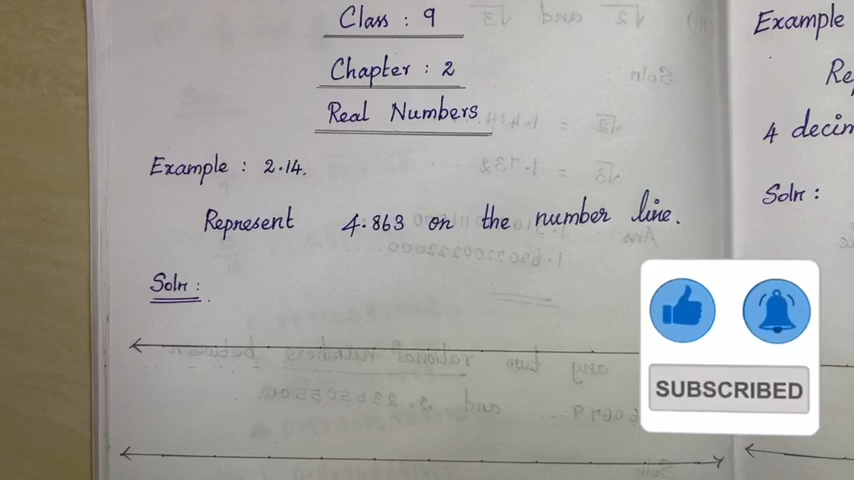 Class : 9
Chapter : 2
Real Numbers
Example : 2.14.
Represent 4.863 on the number line.
Soln :
Example
4 decim
Soln :
SUBSCRIBED